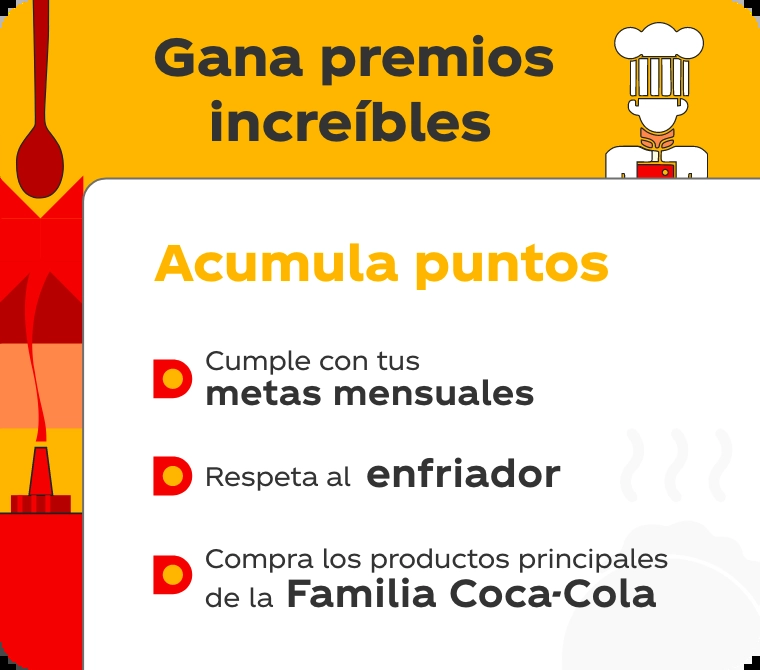 Gana premios
increíbles
Acumula puntos
Cumple con tus
metas mensuales
Respeta al enfriador
Compra los productos principales
de la Familia Coca-Cola